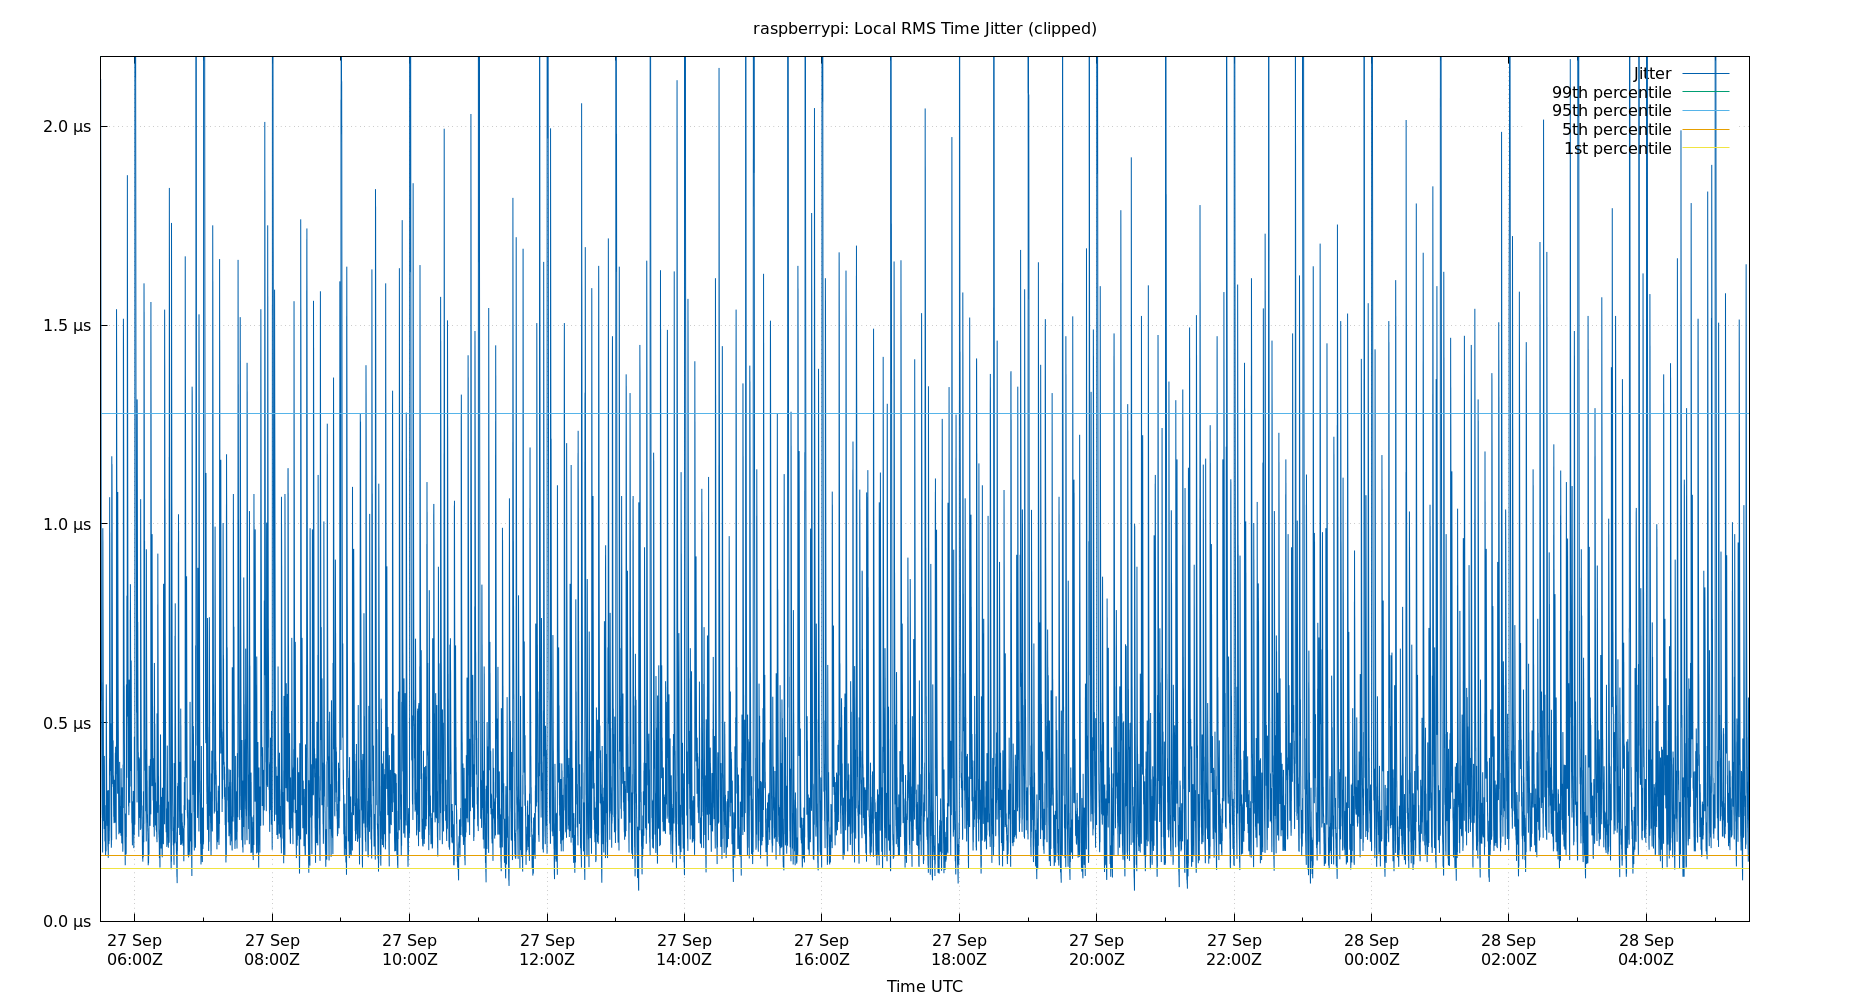 raspberrypi: Local RMS Time Jitter (clipped)
Jitter
99th percentile
95th percentile
5th percentile
1st percentile
2.0 µs
1.5 µs
1.0 µs
0.5 µs
0.0 µs
27 Sep 27 Sep 27 Sep 27 Sep 27 Sep 27 Sep 27 Sep 27 Sep 27 Sep 28 Sep 28 Sep 28 Sep
06:00Z 08:00Z 10:00Z 12:00Z 14:00Z 16:00Z 18:00Z 20:00Z 22:00Z 00:00Z 02:00Z 04:00Z
Time UTC